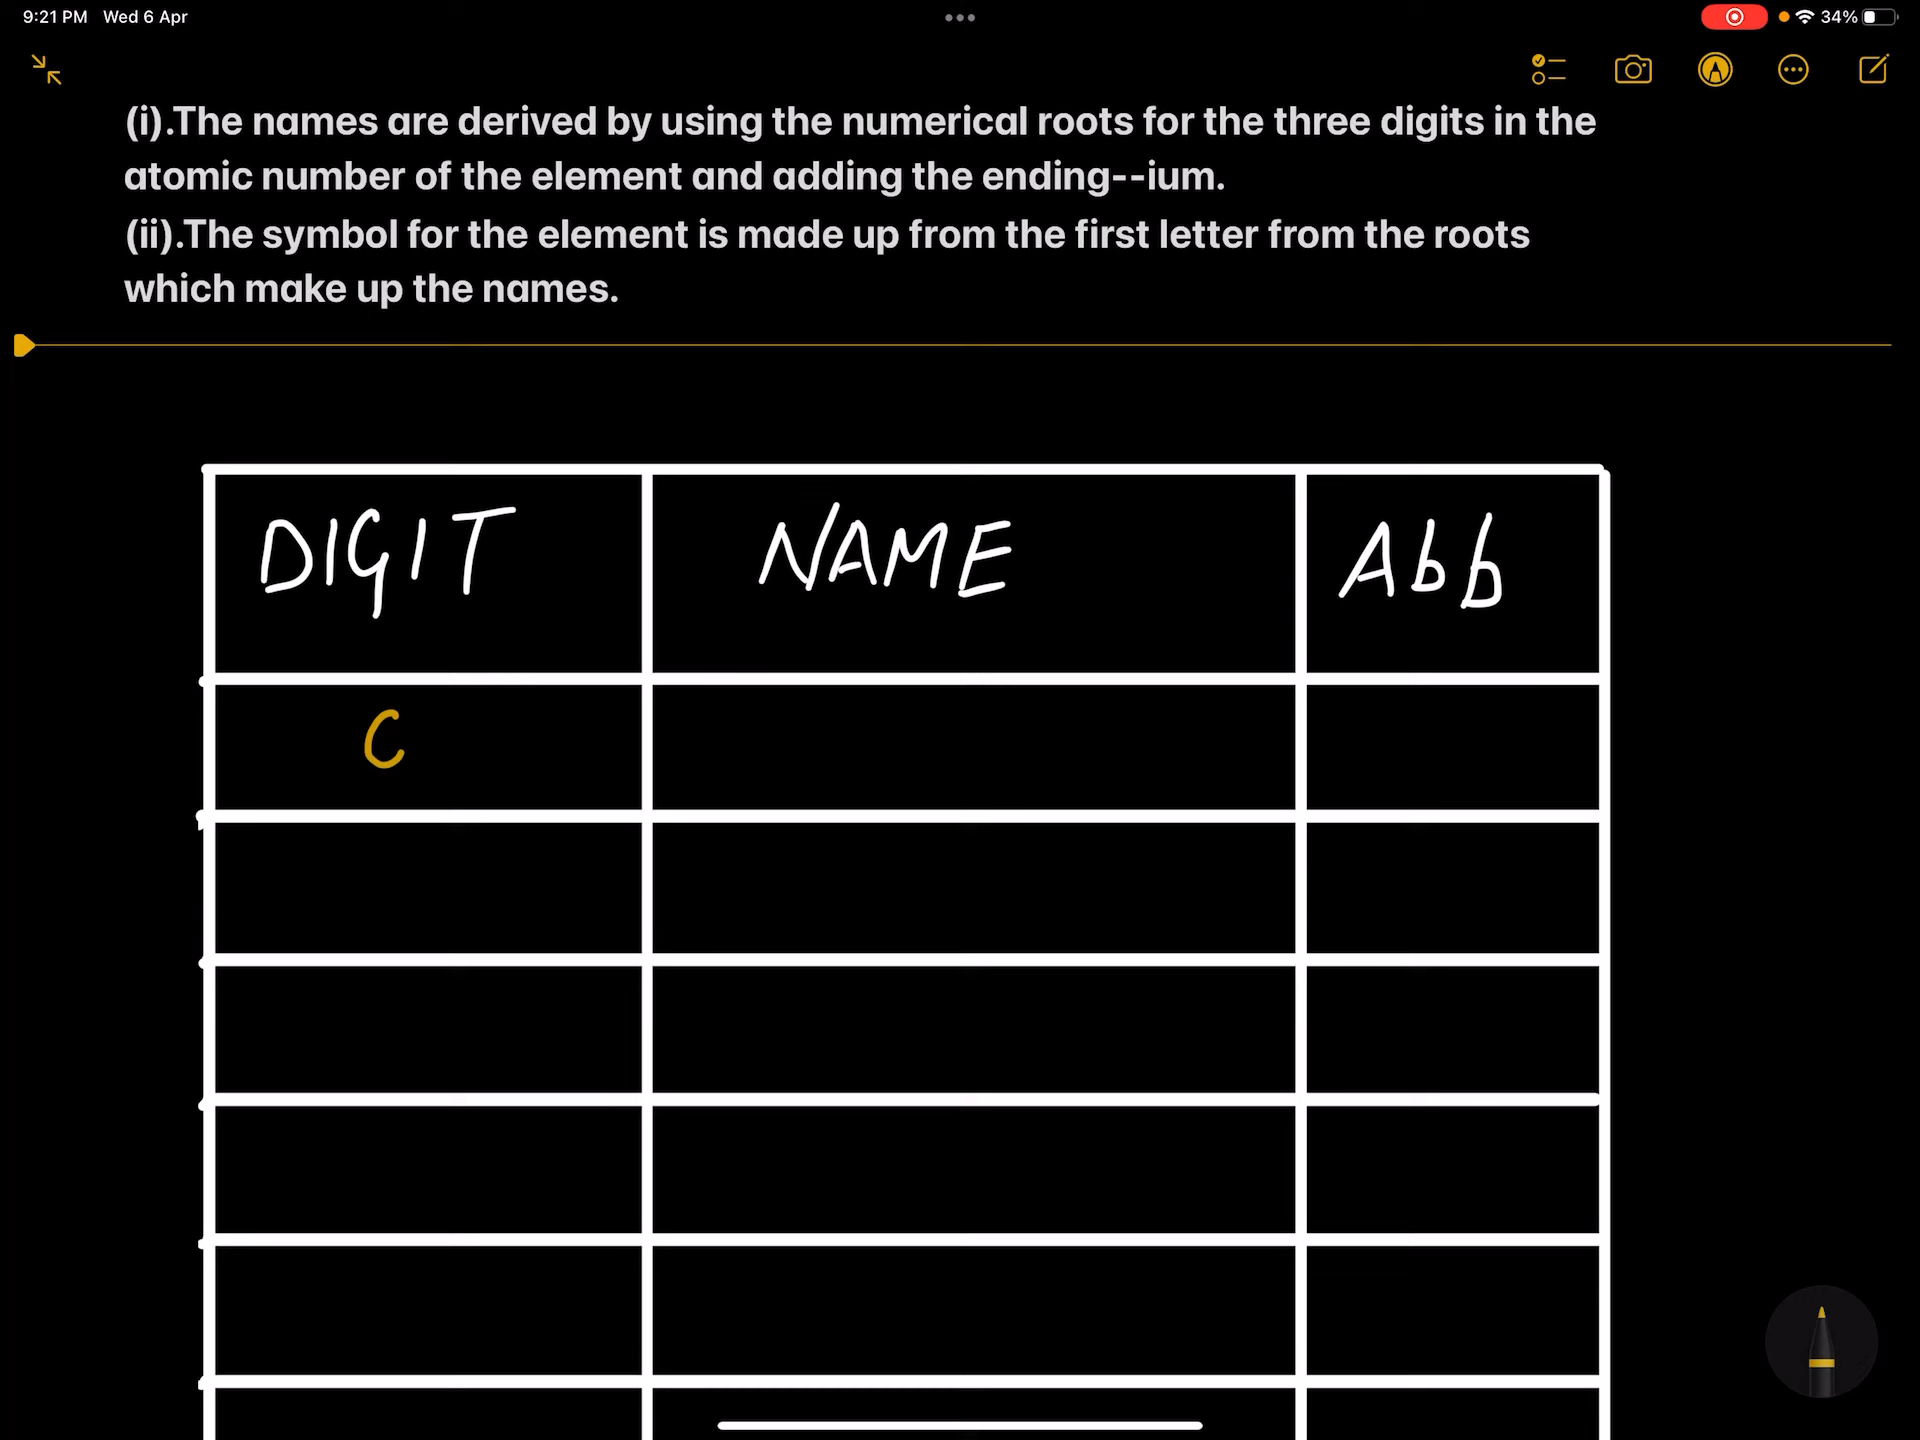 9:21 PM Wed 6 Apr 34%
(i).The names are derived by using the numerical roots for the three digits in the
atomic number of the element and adding the ending--ium.
(ii).The symbol for the element is made up from the first letter from the roots
which make up the names.
DIGIT NAME Abb
C